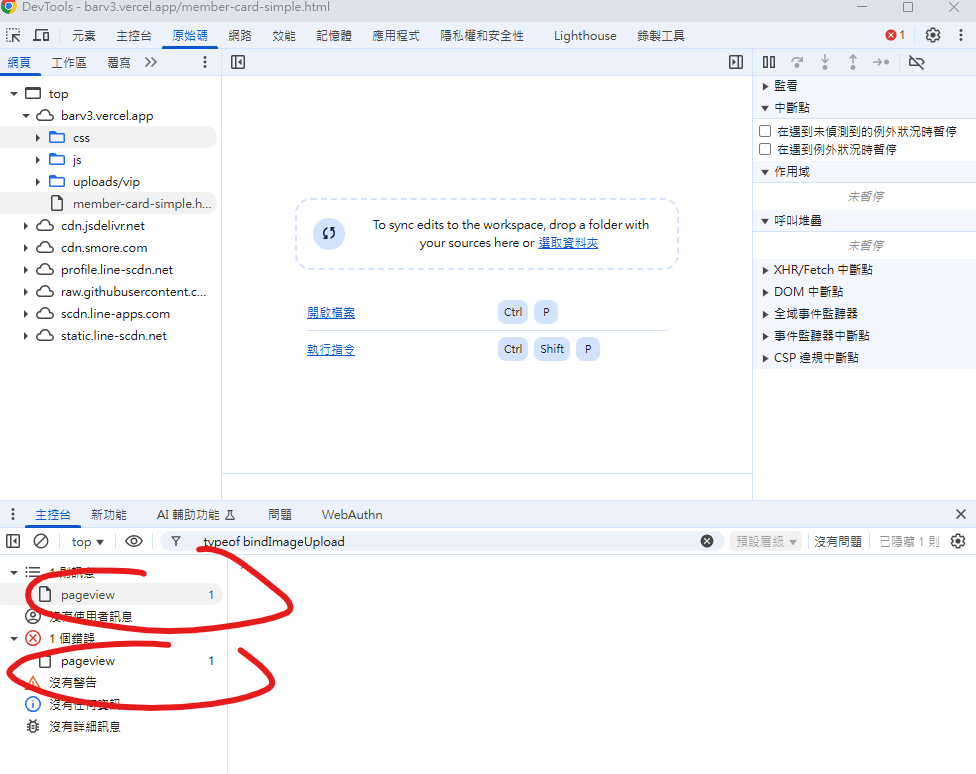 DevTools - barv3.vercel.app/member-card-simple.html
元素 主控台 原始碼 網路 效能 記憶體 應用程式 隱私權和安全性 Lighthouse 錄製工具 1
網頁 工作區 覆寫
top
barv3.vercel.app
css
js
uploads/vip
member-card-simple.h...
cdn.jsdelivr.net
cdn.smore.com
profile.line-scdn.net
raw.githubusercontent.c...
scdn.line-apps.com
static.line-scdn.net
To sync edits to the workspace, drop a folder with
your sources here or 選取資料夾
開啟檔案 Ctrl P
執行指令 Ctrl Shift P
監看
中斷點
在遇到未偵測到的例外狀況時暫停
在遇到例外狀況時暫停
作用域
未暫停
呼叫堆疊
未暫停
XHR/Fetch 中斷點
DOM 中斷點
全域事件監聽器
事件監聽器中斷點
CSP 違規中斷點
主控台 新功能 AI 輔助功能 問題 WebAuthn
top typeof bindImageUpload 預設層級 沒有問題 已隱藏 1 則
1 則訊息
pageview 1
沒有使用者訊息
1 個錯誤
pageview 1
沒有警告
沒有任何資訊
沒有詳細訊息